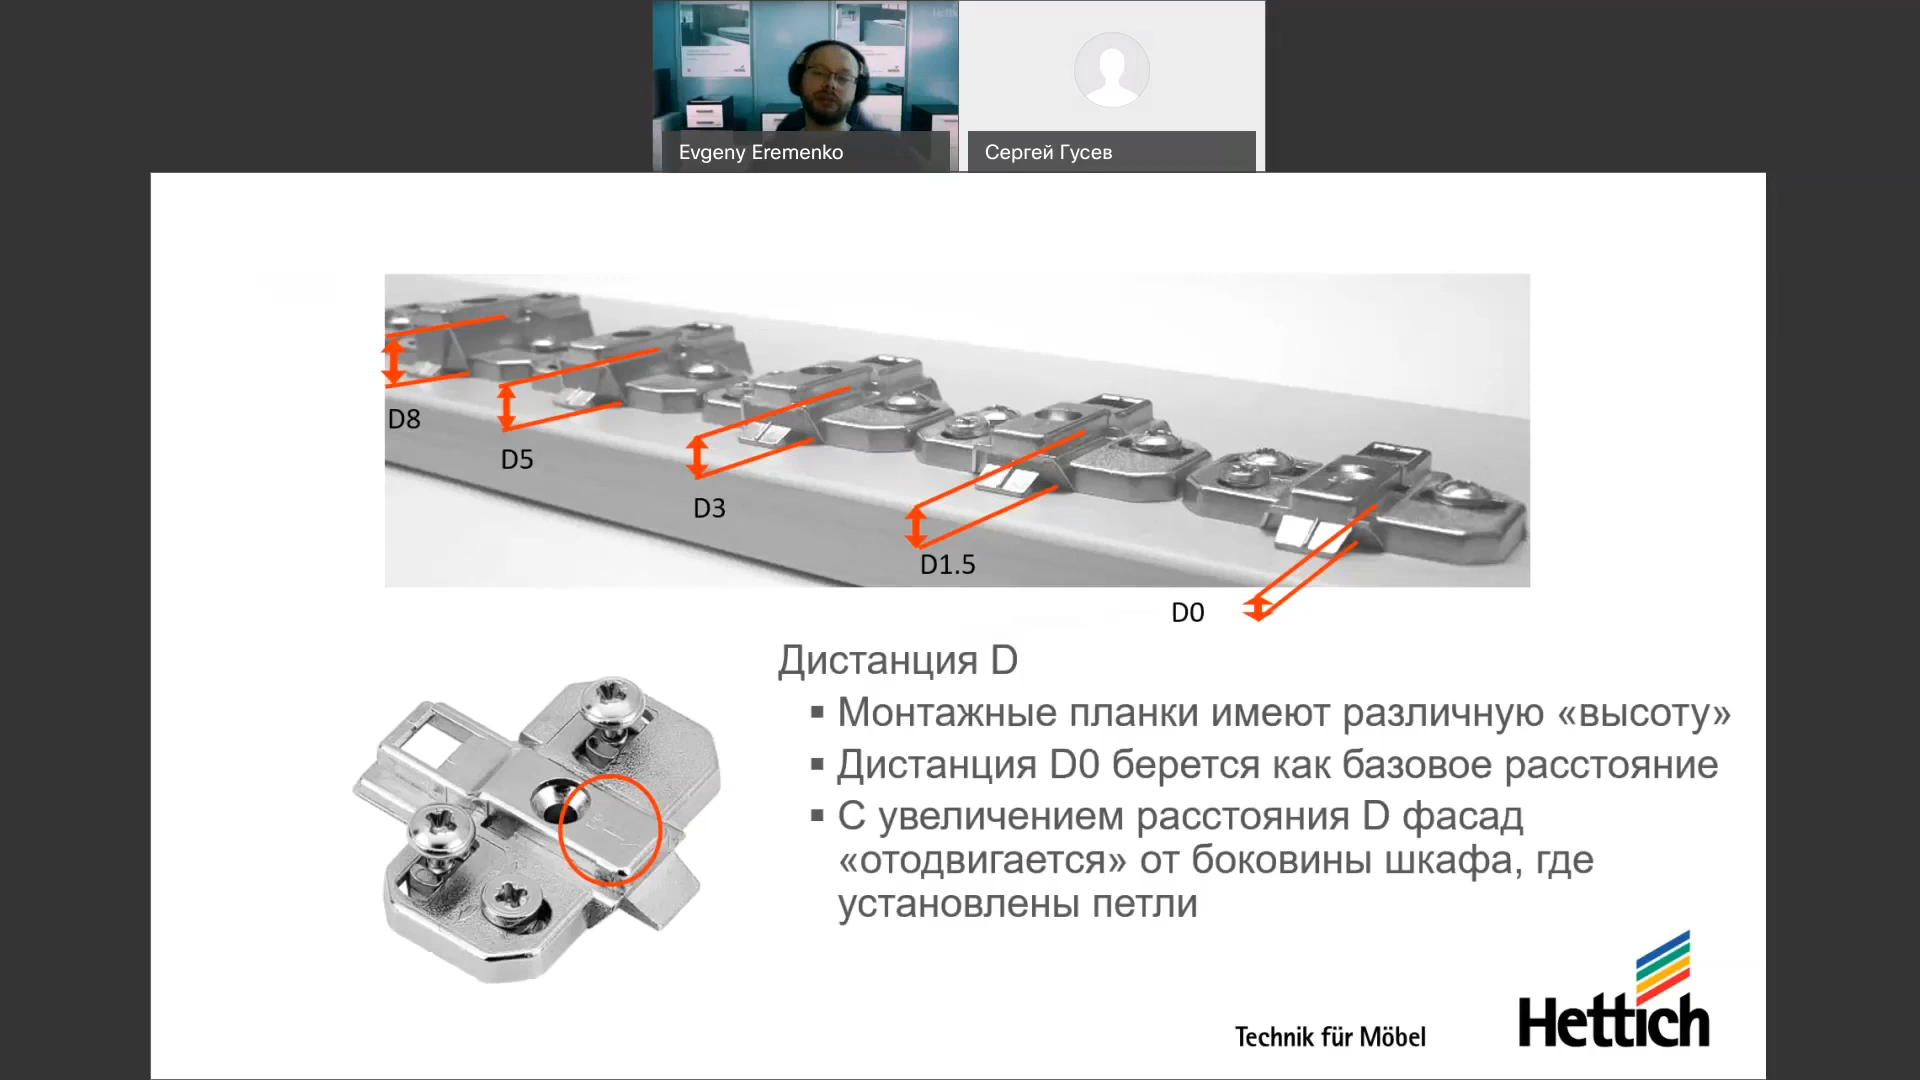 Evgeny Eremenko
Сергей Гусев
D8
D5
D3
D1.5
D0
Дистанция D
▪ Монтажные планки имеют различную «высоту»
▪ Дистанция D0 берется как базовое расстояние
▪ С увеличением расстояния D фасад
«отодвигается» от боковины шкафа, где
установлены петли
Technik für Möbel
Hettich